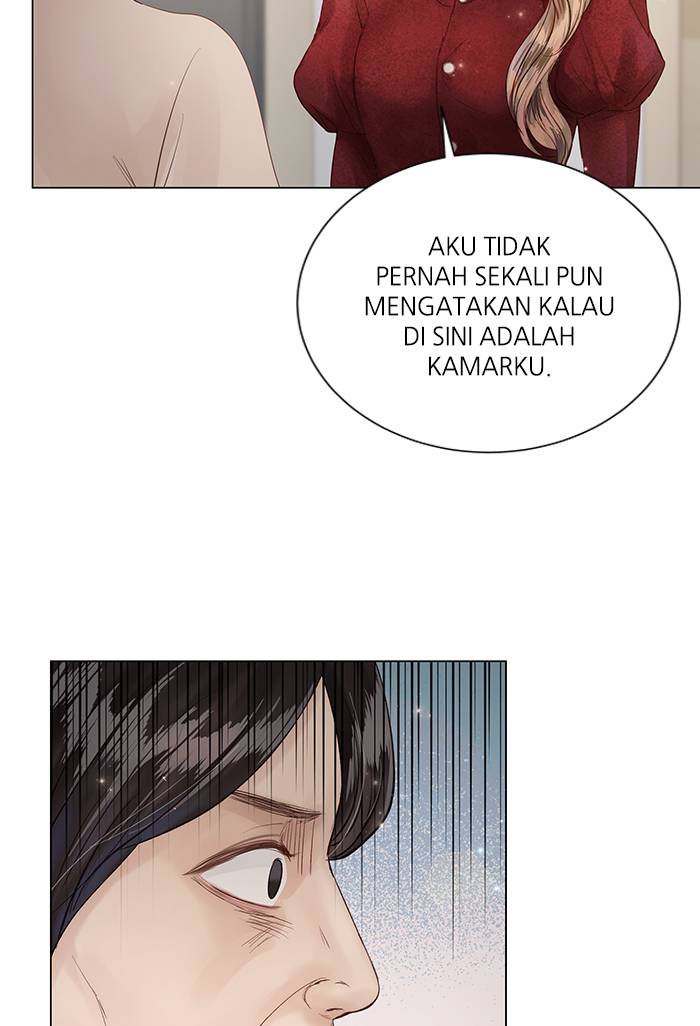 AKU TIDAK
PERNAH SEKALI PUN
MENGATAKAN KALAU
DI SINI ADALAH
KAMARKU.